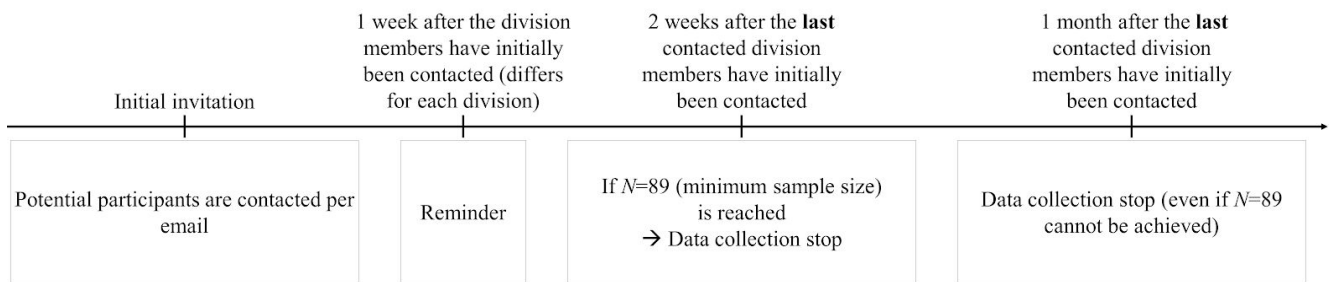 Initial invitation
1 week after the division
members have initially
been contacted (differs
for each division)
2 weeks after the last
contacted division
members have initially
been contacted
1 month after the last
contacted division
members have initially
been contacted
Potential participants are contacted per
email
Reminder
If N=89 (minimum sample size)
is reached
→ Data collection stop
Data collection stop (even if N=89
cannot be achieved)